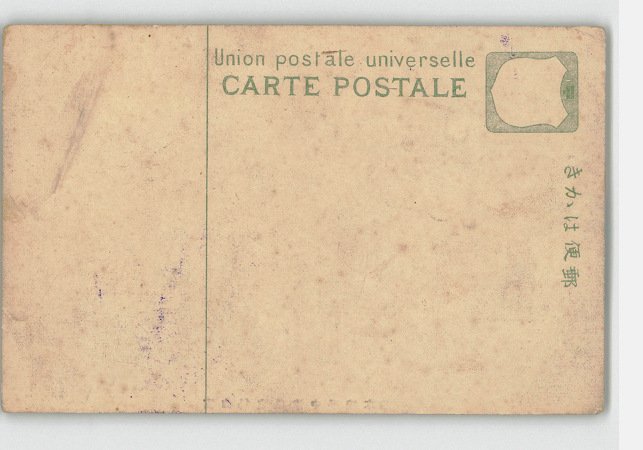 Union postale universelle
CARTE POSTALE
きかは便郵